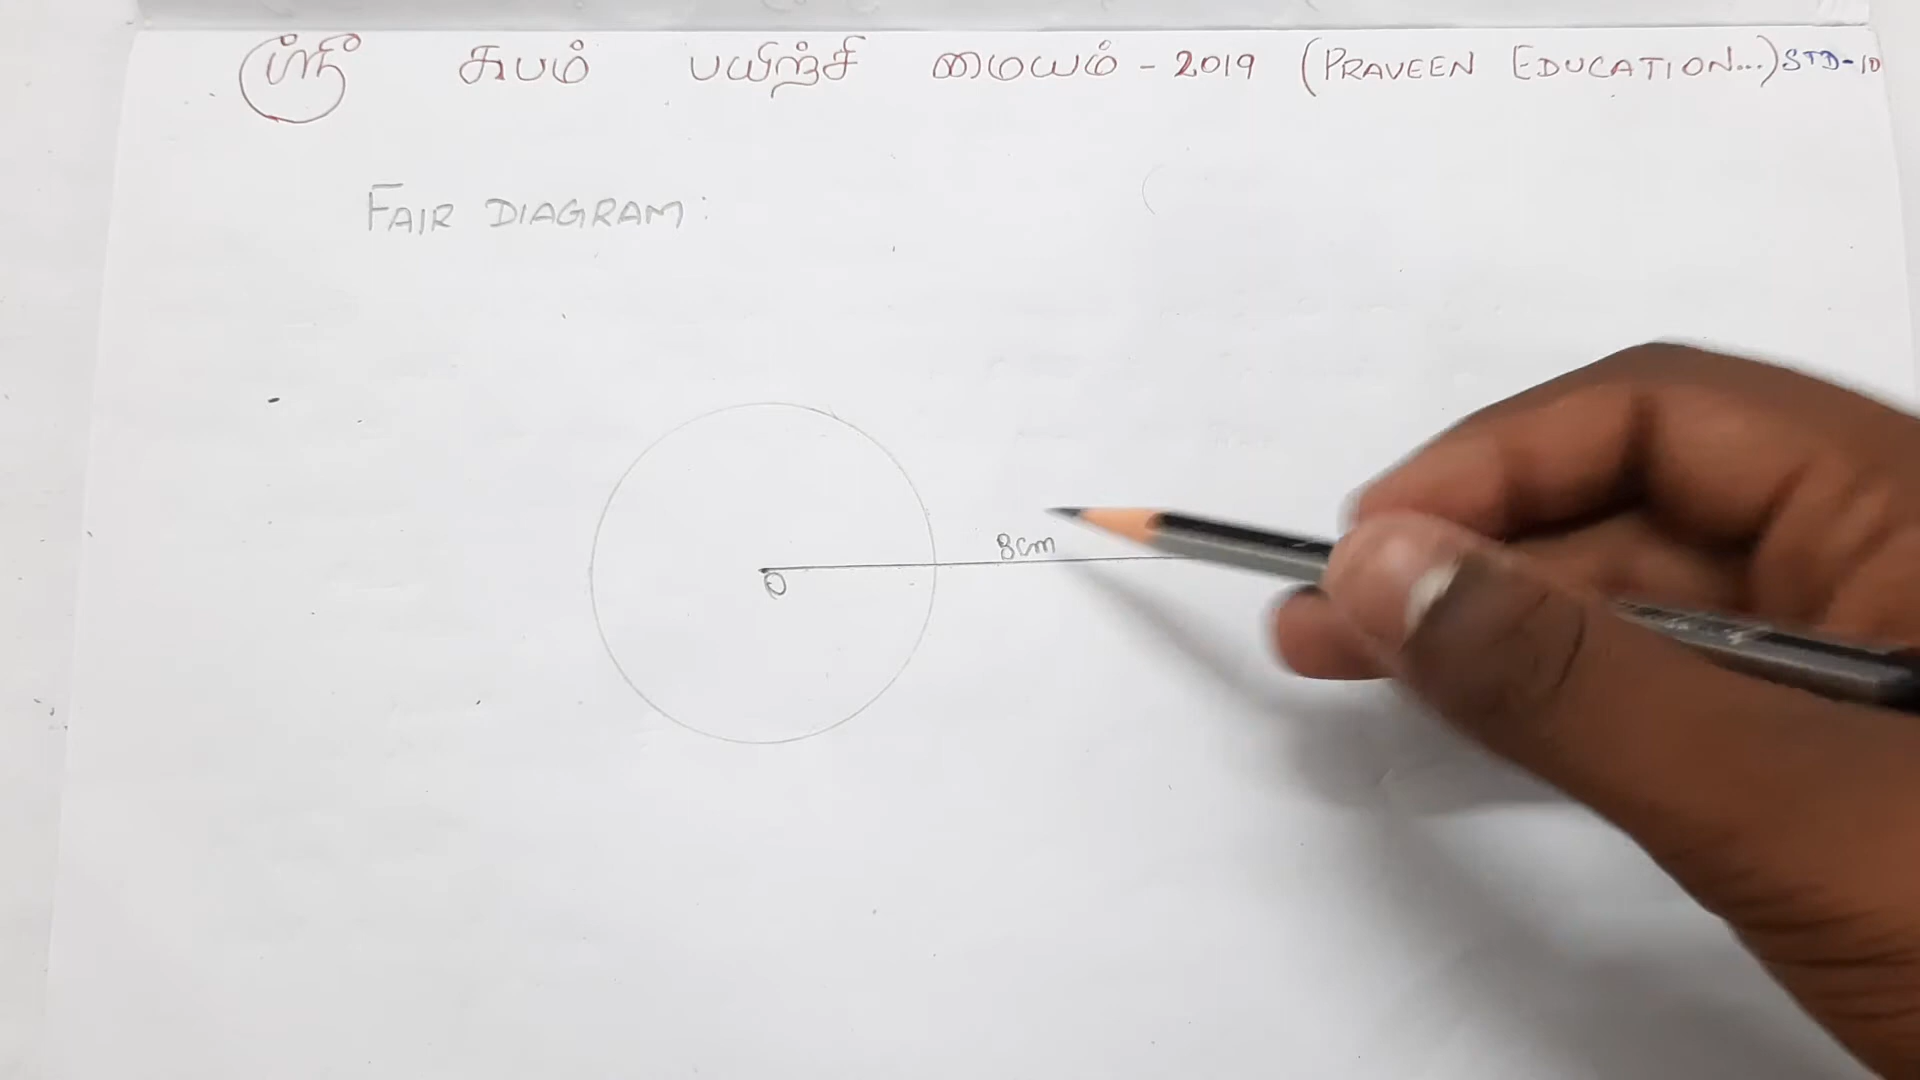 ஸ்ரீ சுபம் பயிற்சி மையம் - 2019 (PRAVEEN EDUCATION...) STD-10
FAIR DIAGRAM:
8cm
O